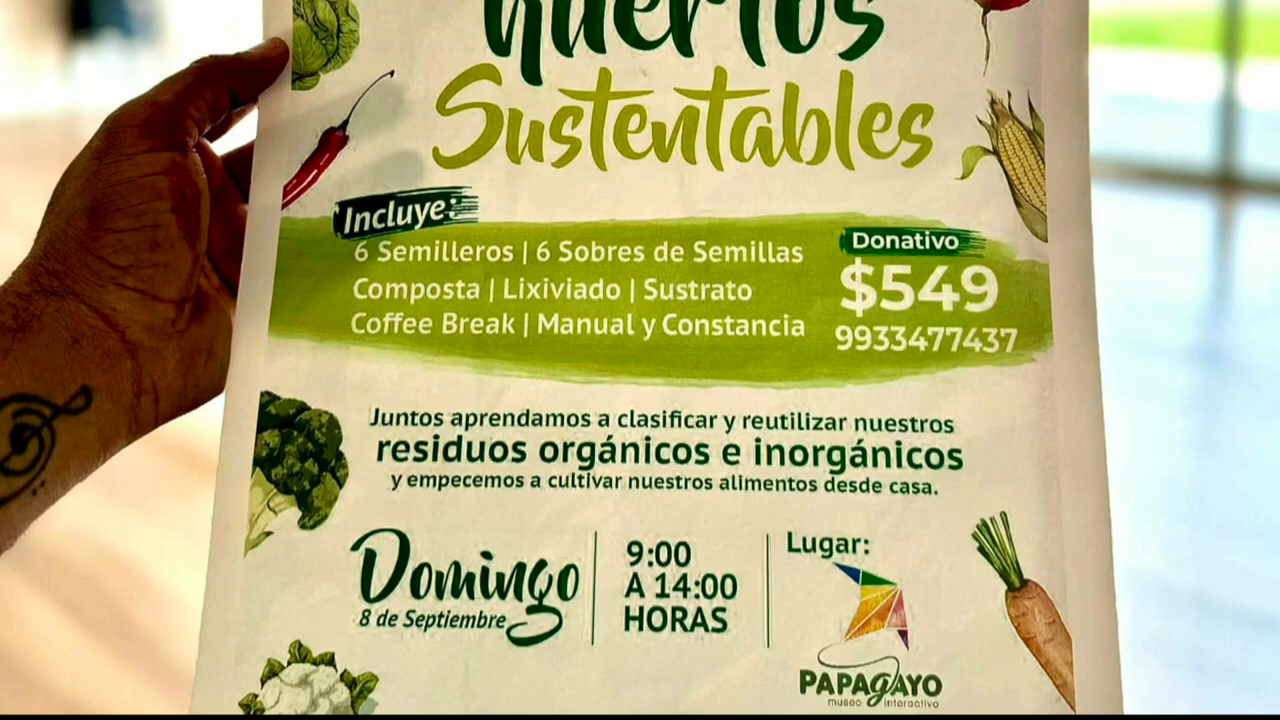 huertos
Sustentables
Incluye:
6 Semilleros | 6 Sobres de Semillas
Composta | Lixiviado | Sustrato
Coffee Break | Manual y Constancia
Donativo
$549
9933477437
Juntos aprendamos a clasificar y reutilizar nuestros
residuos orgánicos e inorgánicos
y empecemos a cultivar nuestros alimentos desde casa.
Domingo
8 de Septiembre
9:00
A 14:00
HORAS
Lugar:
PAPAGAYO
museo interactivo